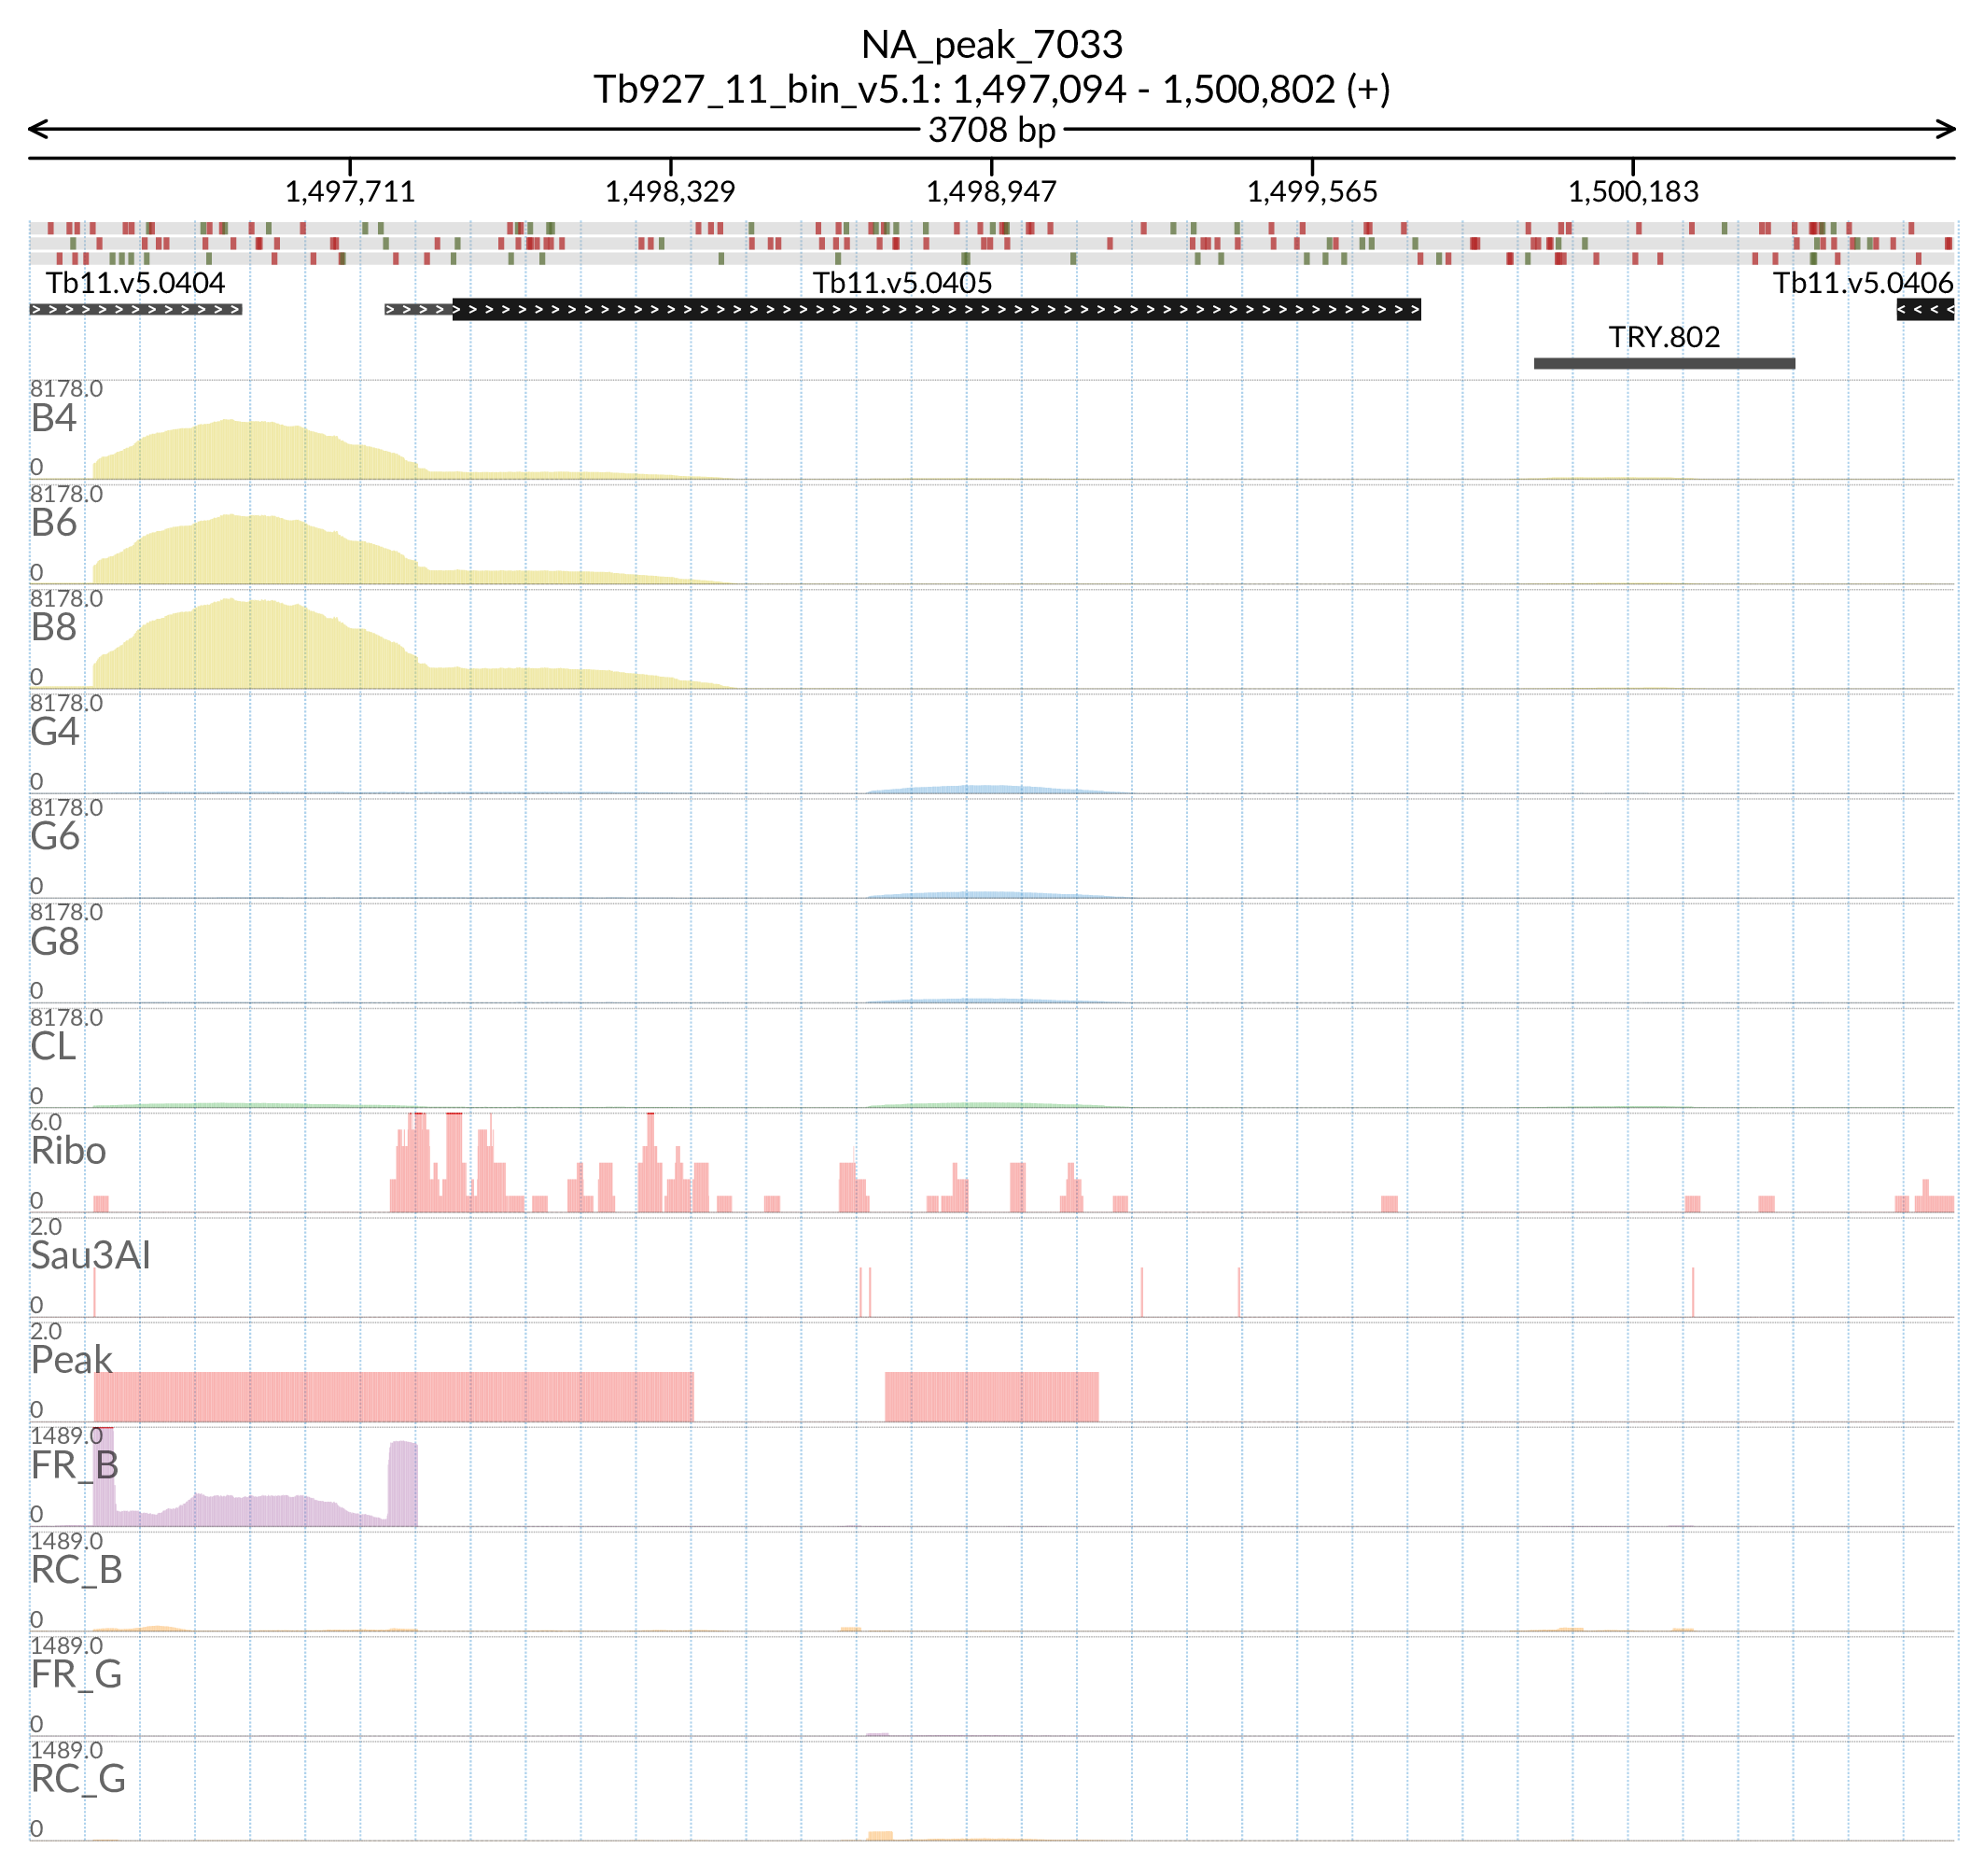 NA_peak_7033
Tb927_11_bin_v5.1: 1,497,094 - 1,500,802 (+)
3708 bp
1,497,711 1,498,329 1,498,947 1,499,565 1,500,183
Tb11.v5.0404 Tb11.v5.0405 Tb11.v5.0406
TRY.802
8178.0
B4
0
8178.0
B6
0
8178.0
B8
0
8178.0
G4
0
8178.0
G6
0
8178.0
G8
0
8178.0
CL
0
6.0
Ribo
0
2.0
Sau3AI
0
2.0
Peak
0
1489.0
FR_B
0
1489.0
RC_B
0
1489.0
FR_G
0
1489.0
RC_G
0